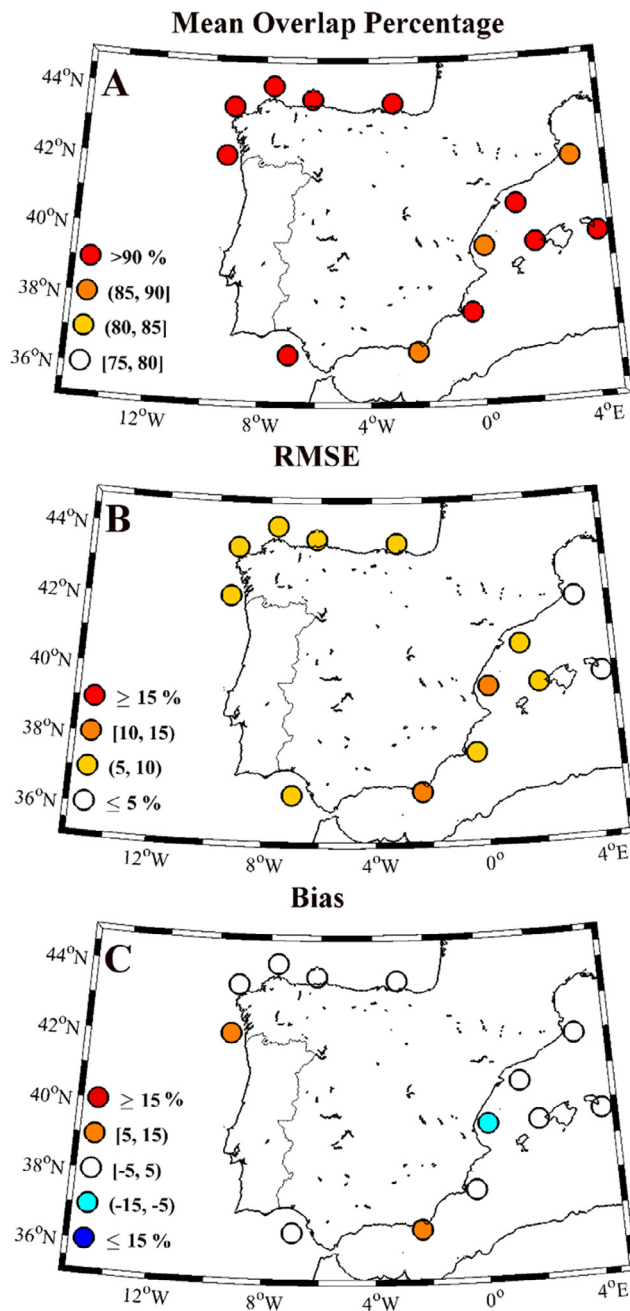 Mean Overlap Percentage
A
44°N
42°N
40°N
38°N
36°N
>90 %
(85, 90]
(80, 85]
[75, 80]
12°W
8°W
4°W
0°
4°E
RMSE
B
44°N
42°N
40°N
38°N
36°N
≥ 15 %
[10, 15)
(5, 10)
≤ 5 %
12°W
8°W
4°W
0°
4°E
Bias
C
44°N
42°N
40°N
38°N
36°N
≥ 15 %
[5, 15)
[-5, 5)
(-15, -5)
≤ 15 %
12°W
8°W
4°W
0°
4°E